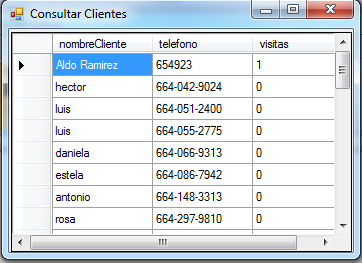 Consultar Clientes
nombreCliente telefono visitas
Aldo Ramirez 654923 1
hector 664-042-9024 0
luis 664-051-2400 0
luis 664-055-2775 0
daniela 664-066-9313 0
estela 664-086-7942 0
antonio 664-148-3313 0
rosa 664-297-9810 0